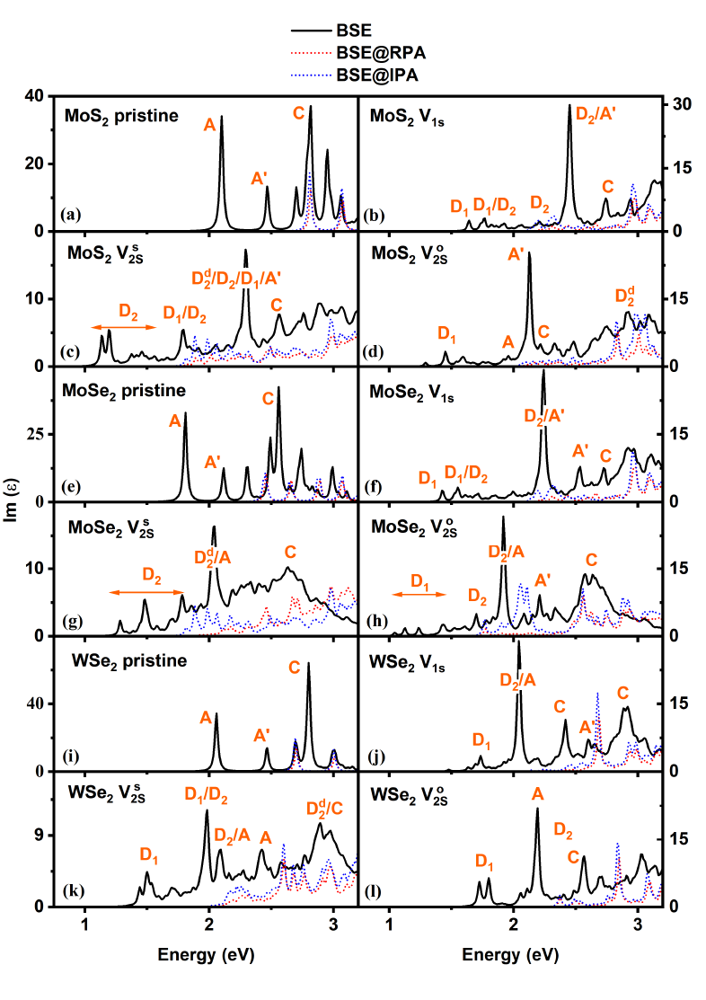 BSE
BSE@RPA
BSE@IPA
40
20
0
MoS₂ pristine
A
A'
C
(a)
30
15
0
MoS₂ V₁ₛ
D₁
D₁/D₂
D₂
D₂/A'
C
(b)
10
0
MoS₂ V₂Sˢ
D₂
D₁/D₂
D₂ᵈ/D₂/D₁/A'
C
(c)
15
0
MoS₂ V₂Sᵒ
D₁
A
A'
C
D₂ᵈ
(d)
25
0
MoSe₂ pristine
A
A'
C
(e)
15
0
MoSe₂ V₁ₛ
D₁
D₁/D₂
D₂/A'
A'
C
(f)
10
0
MoSe₂ V₂Sˢ
D₂
D₂ᵈ/A
C
(g)
15
0
MoSe₂ V₂Sᵒ
D₁
D₂
D₂/A
A'
C
(h)
40
0
WSe₂ pristine
A
A'
C
(i)
15
0
WSe₂ V₁ₛ
D₁
D₂/A
C
A'
C
(j)
9
0
WSe₂ V₂Sˢ
D₁
D₁/D₂
D₂/A
A
D₂ᵈ/C
(k)
15
0
WSe₂ V₂Sᵒ
D₁
A
D₂
C
(l)
Im (ε)
1 2 3
1 2 3
Energy (eV)
Energy (eV)